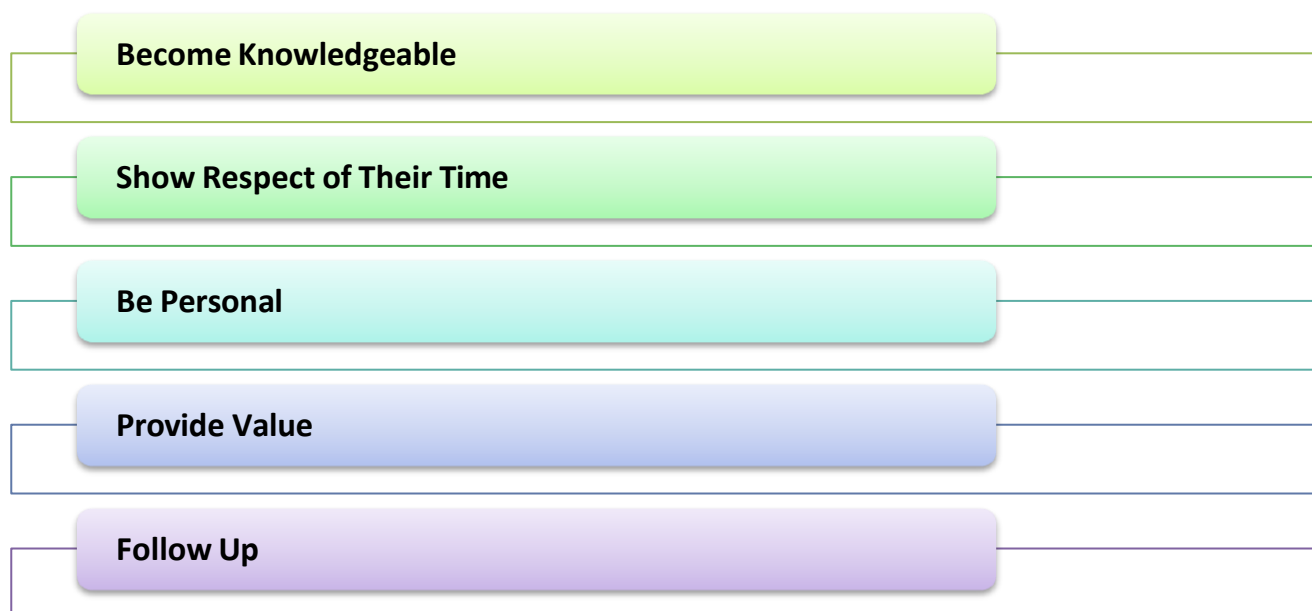 Become Knowledgeable
Show Respect of Their Time
Be Personal
Provide Value
Follow Up